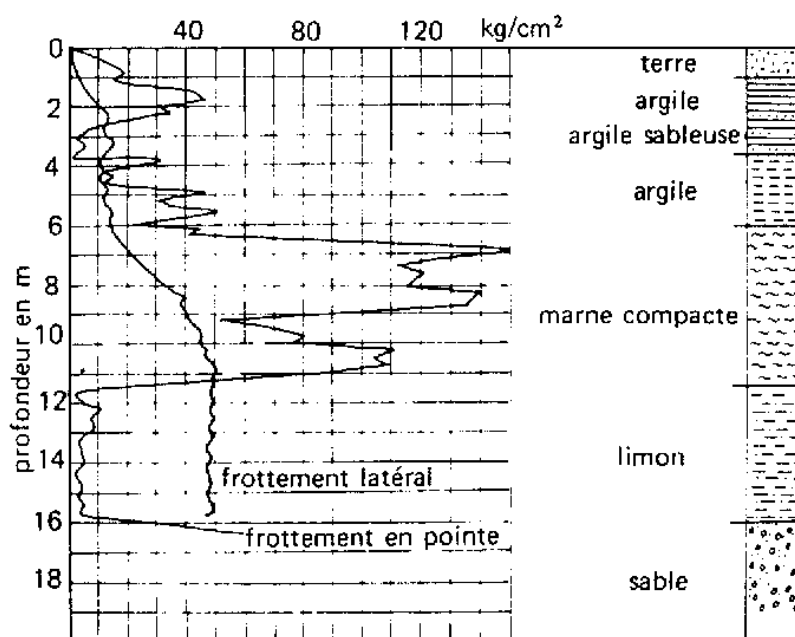 40 80 120 kg/cm²
0
2
4
6
8
10
12
14
16
18
profondeur en m
frottement latéral
frottement en pointe
terre
argile
argile sableuse
argile
marne compacte
limon
sable